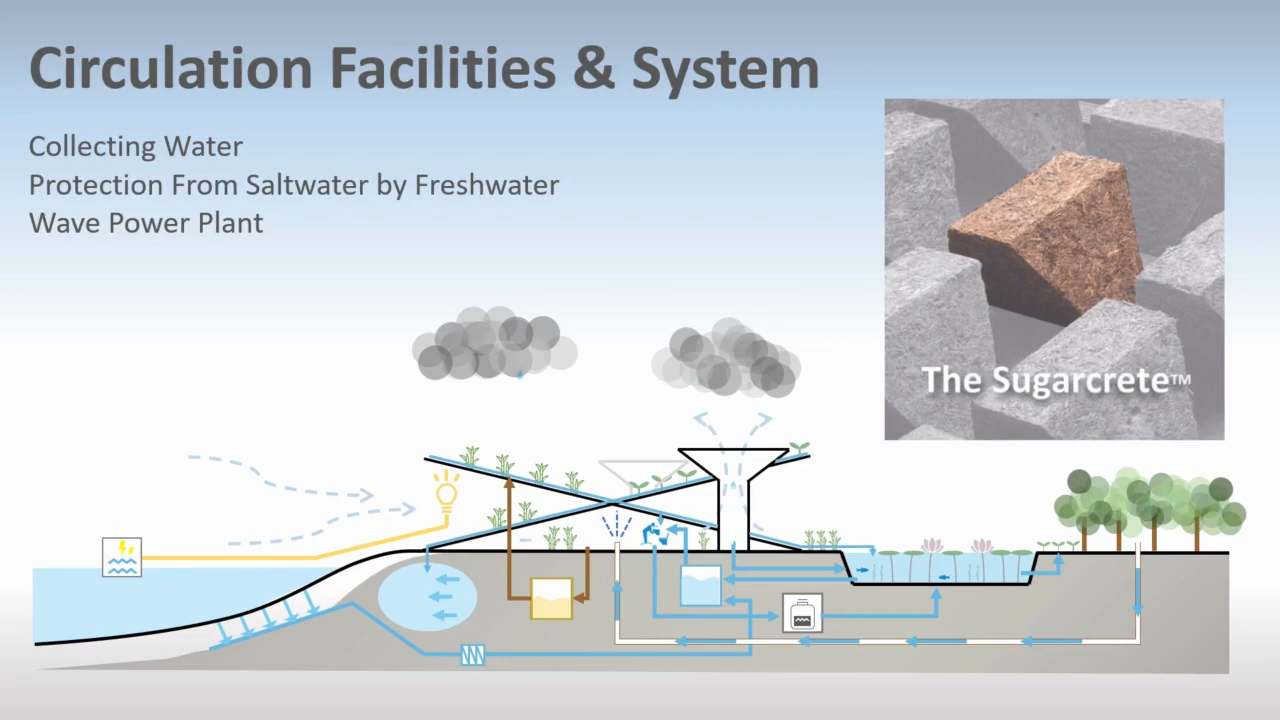 Circulation Facilities & System
Collecting Water
Protection From Saltwater by Freshwater
Wave Power Plant
The Sugarcrete™